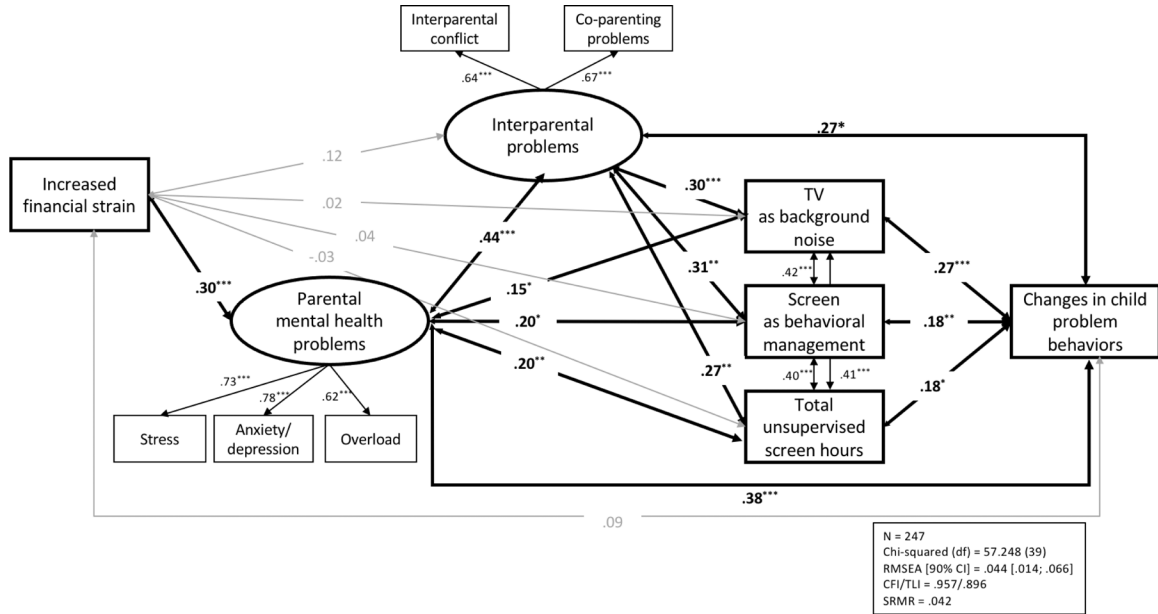 Interparental
conflict
Co-parenting
problems
.64***
.67***
Interparental
problems
.27*
Increased
financial strain
.12
.02
.04
-.03
.30***
.44***
.30***
.31**
.27**
TV
as background
noise
.42***
.27***
Parental
mental health
problems
.15*
.20*
.20**
Screen
as behavioral
management
.18**
Changes in child
problem
behaviors
.40***
.41***
.18*
Total
unsupervised
screen hours
.73***
.78***
.62***
Stress
Anxiety/
depression
Overload
.38***
.09
N = 247
Chi-squared (df) = 57.248 (39)
RMSEA [90% CI] = .044 [.014; .066]
CFI/TLI = .957/.896
SRMR = .042